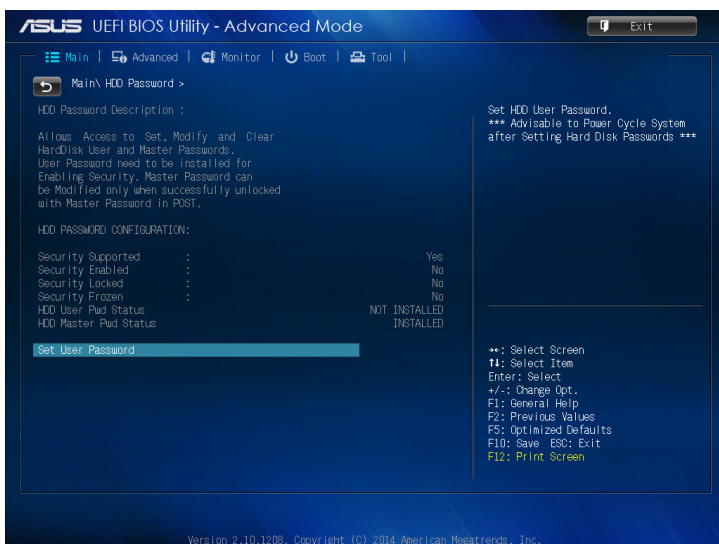 ASUS UEFI BIOS Utility - Advanced Mode
Exit
Main | Advanced | Monitor | Boot | Tool |
Main\ HDD Password >
HDD Password Description :
Allows Access to Set, Modify and Clear
HardDisk User and Master Passwords.
User Password need to be installed for
Enabling Security. Master Password can
be Modified only when successfully unlocked
with Master Password in POST.
HDD PASSWORD CONFIGURATION:
Security Supported : Yes
Security Enabled : No
Security Locked : No
Security Frozen : No
HDD User Pwd Status NOT INSTALLED
HDD Master Pwd Status INSTALLED
Set User Password
Set HDD User Password.
*** Advisable to Power Cycle System
after Setting Hard Disk Passwords ***
→←: Select Screen
↑↓: Select Item
Enter: Select
+/-: Change Opt.
F1: General Help
F2: Previous Values
F5: Optimized Defaults
F10: Save ESC: Exit
F12: Print Screen
Version 2.10.1208. Copyright (C) 2014 American Megatrends, Inc.